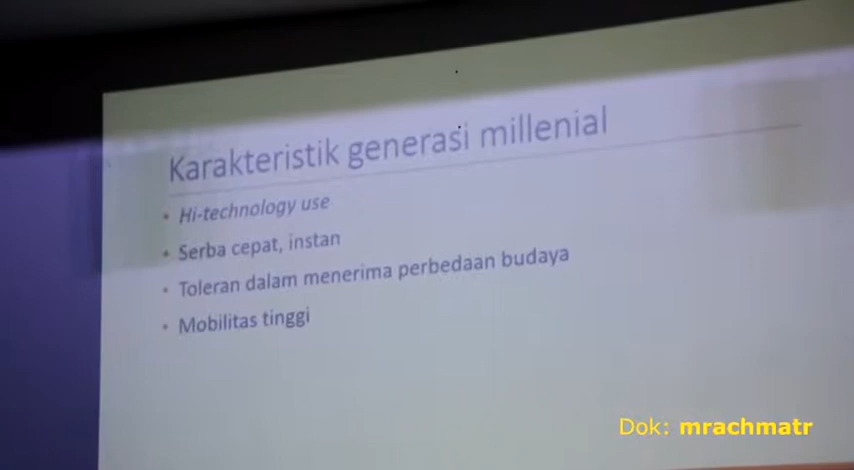 Karakteristik generasi millenial
• Hi-technology use
• Serba cepat, instan
• Toleran dalam menerima perbedaan budaya
• Mobilitas tinggi
Dok: mrachmatr